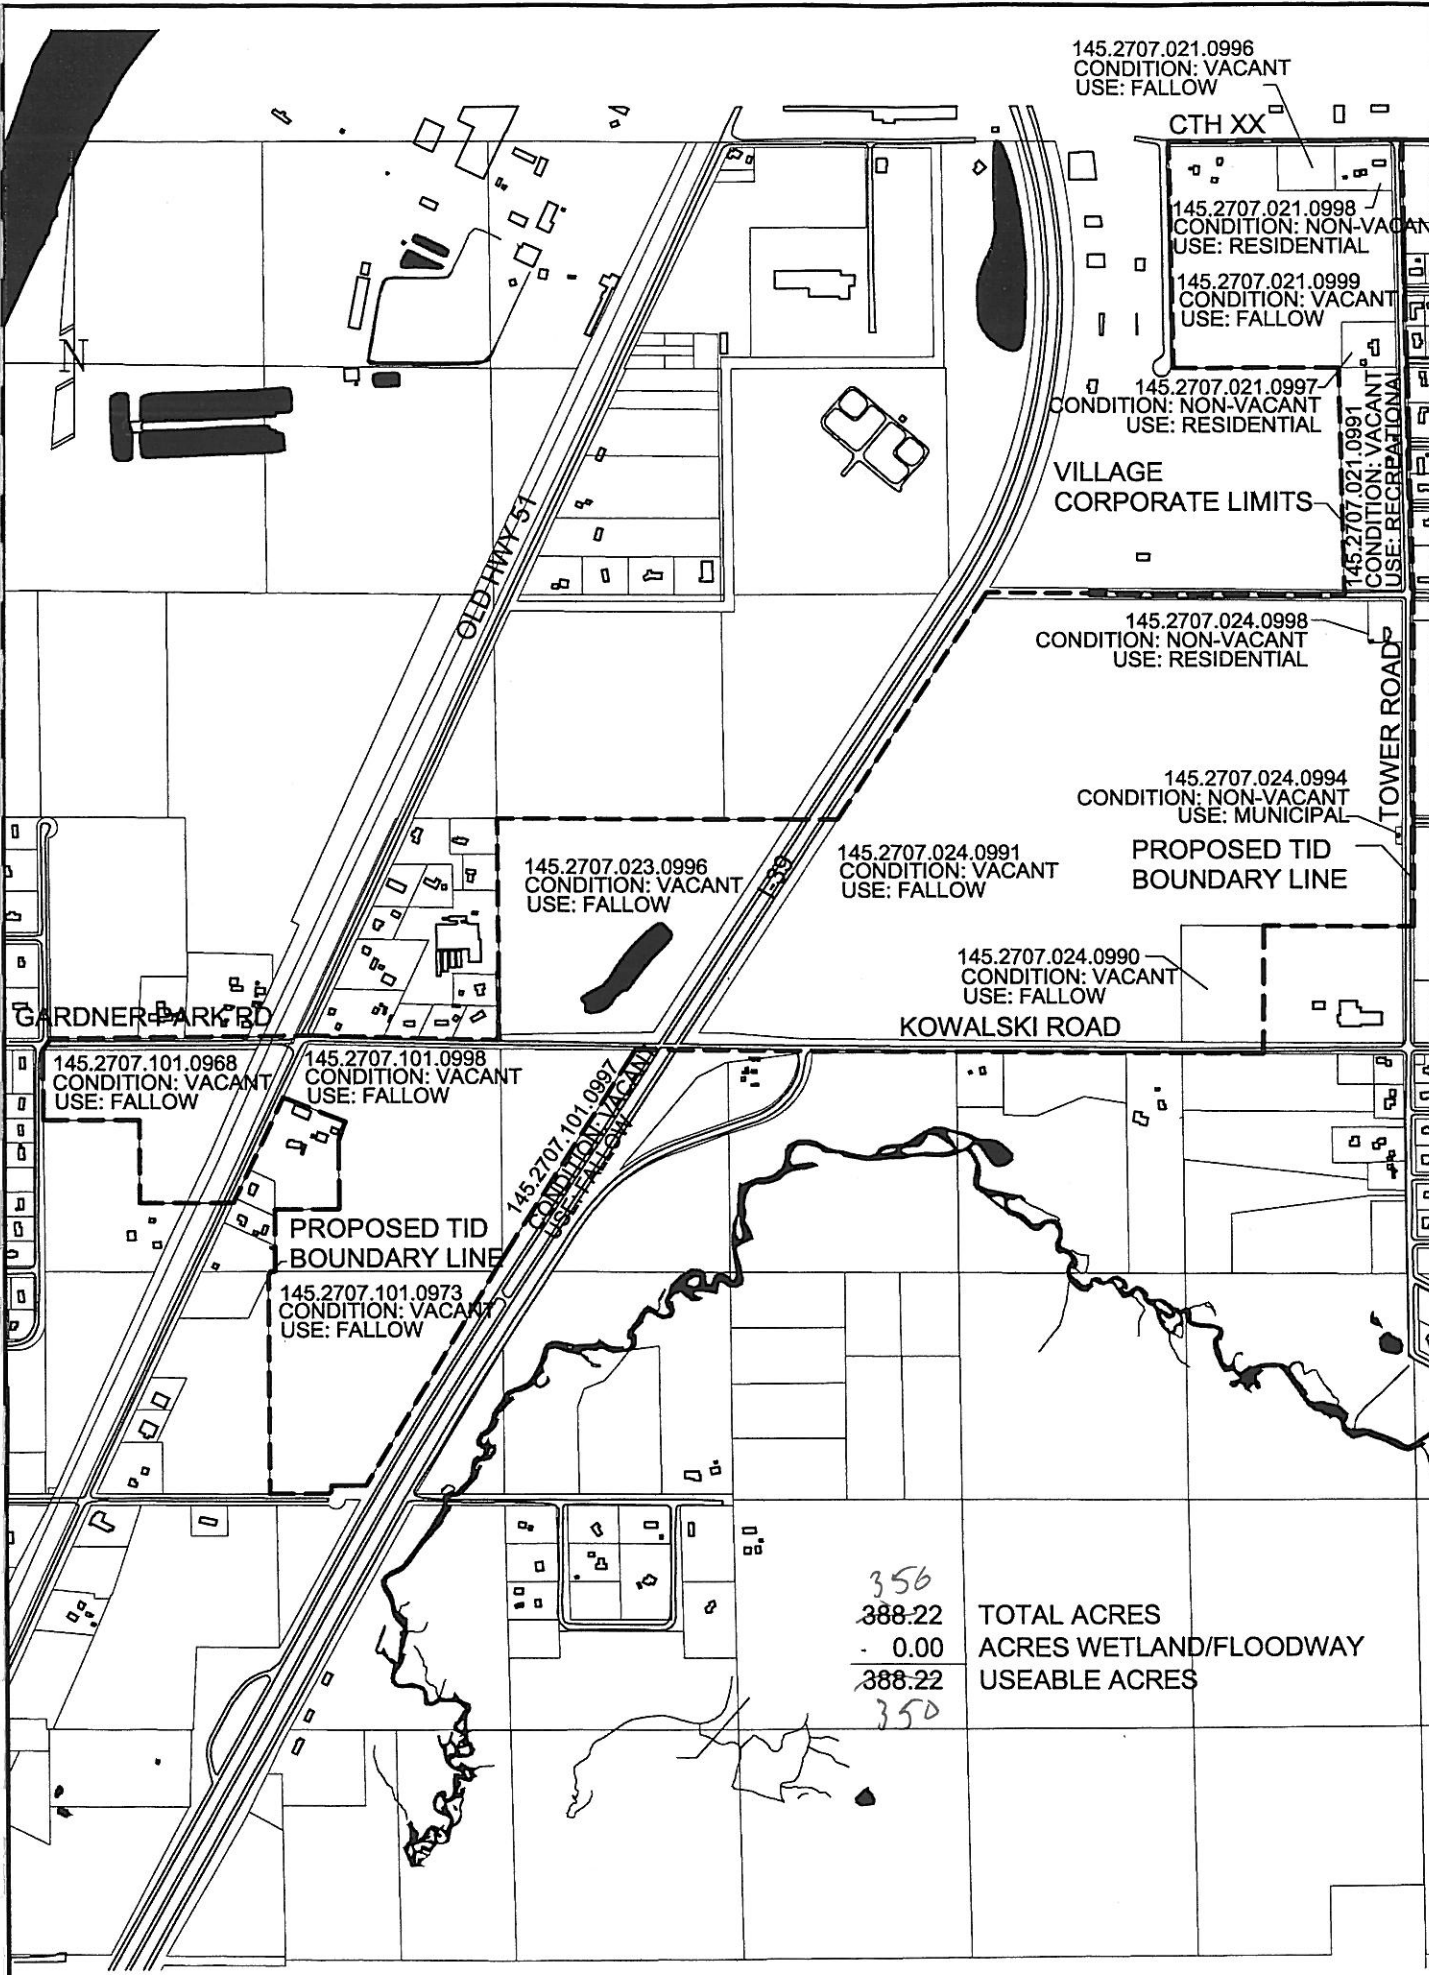 145.2707.021.0996
CONDITION: VACANT
USE: FALLOW
CTH XX
145.2707.021.0998
CONDITION: NON-VACAN
USE: RESIDENTIAL
145.2707.021.0999
CONDITION: VACANT
USE: FALLOW
N
145.2707.021.0997
CONDITION: NON-VACANT
USE: RESIDENTIAL
145.2707.021.0991
CONDITION: VACANT
USE: RECREATIONAL
VILLAGE
CORPORATE LIMITS
OLD HWY 51
145.2707.024.0998
CONDITION: NON-VACANT
USE: RESIDENTIAL
TOWER ROAD
145.2707.024.0994
CONDITION: NON-VACANT
USE: MUNICIPAL
PROPOSED TID
BOUNDARY LINE
145.2707.023.0996
CONDITION: VACANT
USE: FALLOW
I-39
145.2707.024.0991
CONDITION: VACANT
USE: FALLOW
145.2707.024.0990
CONDITION: VACANT
USE: FALLOW
GARDNER PARK RD
KOWALSKI ROAD
145.2707.101.0968
CONDITION: VACANT
USE: FALLOW
145.2707.101.0998
CONDITION: VACANT
USE: FALLOW
145.2707.101.0997
CONDITION: VACANT
USE: FALLOW
PROPOSED TID
BOUNDARY LINE
145.2707.101.0973
CONDITION: VACANT
USE: FALLOW
350
388.22 TOTAL ACRES
- 0.00 ACRES WETLAND/FLOODWAY
388.22 USEABLE ACRES
350